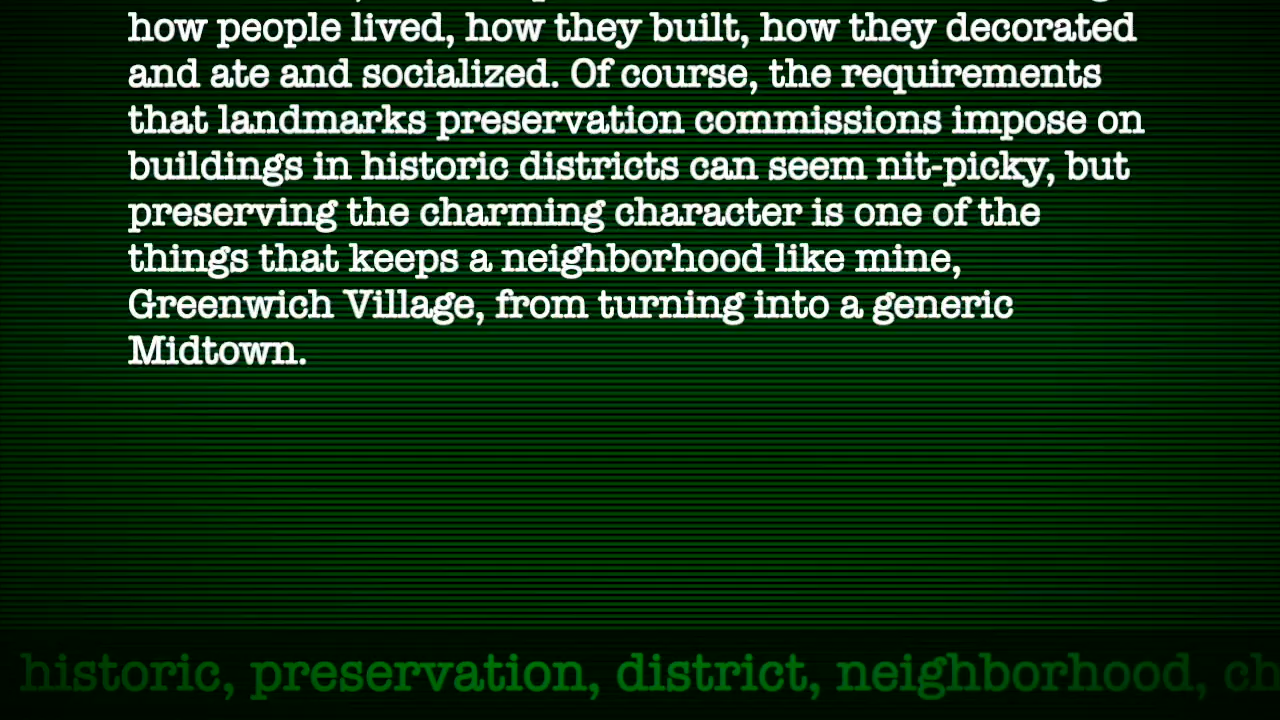 how people lived, how they built, how they decorated
and ate and socialized. Of course, the requirements
that landmarks preservation commissions impose on
buildings in historic districts can seem nit-picky, but
preserving the charming character is one of the
things that keeps a neighborhood like mine,
Greenwich Village, from turning into a generic
Midtown.
historic, preservation, district, neighborhood,